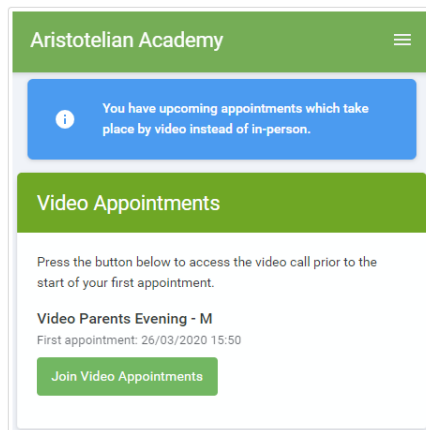 Aristotelian Academy
You have upcoming appointments which take
place by video instead of in-person.
Video Appointments
Press the button below to access the video call prior to the
start of your first appointment.
Video Parents Evening - M
First appointment: 26/03/2020 15:50
Join Video Appointments